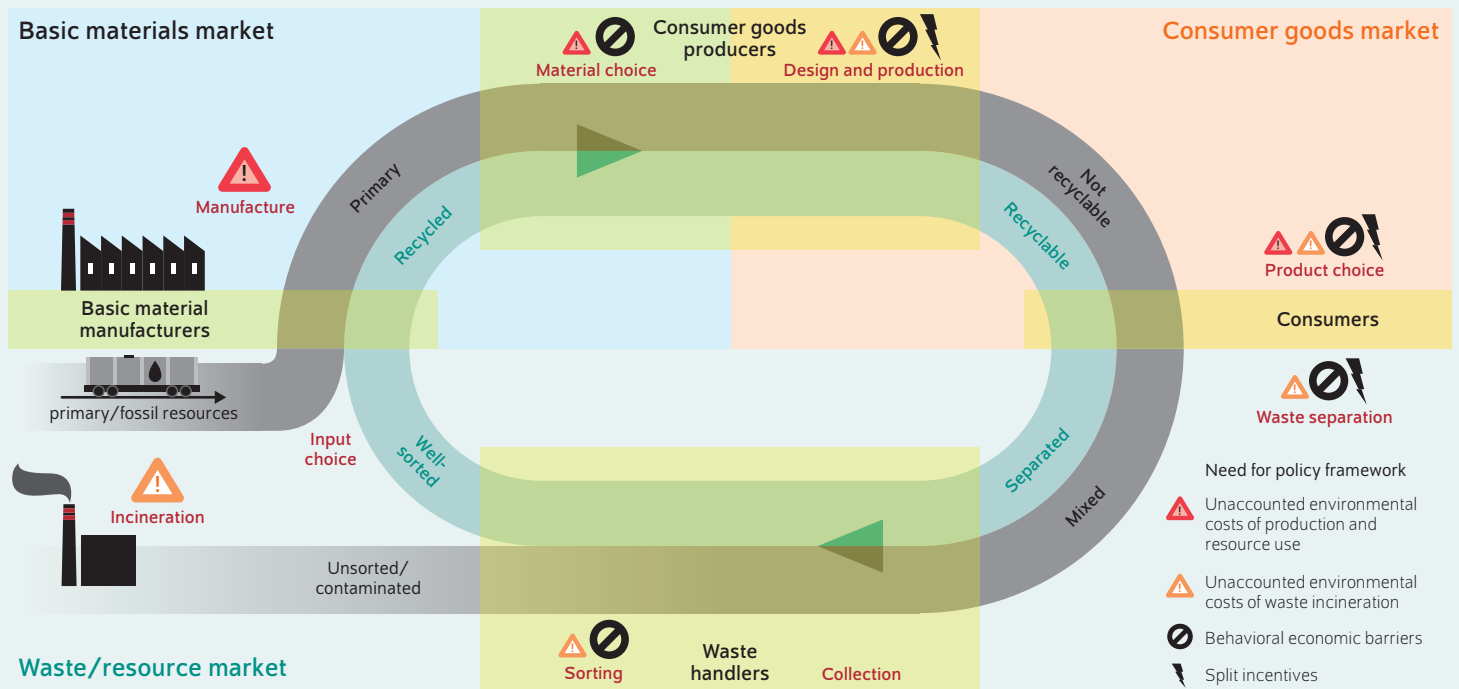 Basic materials market
Consumer goods
producers
Consumer goods market
Material choice
Design and production
Manufacture
Primary
Recycled
Not
recyclable
Recyclable
Product choice
Basic material
manufacturers
Consumers
primary/fossil resources
Input
choice
Well-
sorted
Separated
Mixed
Waste separation
Incineration
Unsorted/
contaminated
Need for policy framework
Unaccounted environmental
costs of production and
resource use
Unaccounted environmental
costs of waste incineration
Behavioral economic barriers
Split incentives
Waste/resource market
Sorting
Waste
handlers
Collection